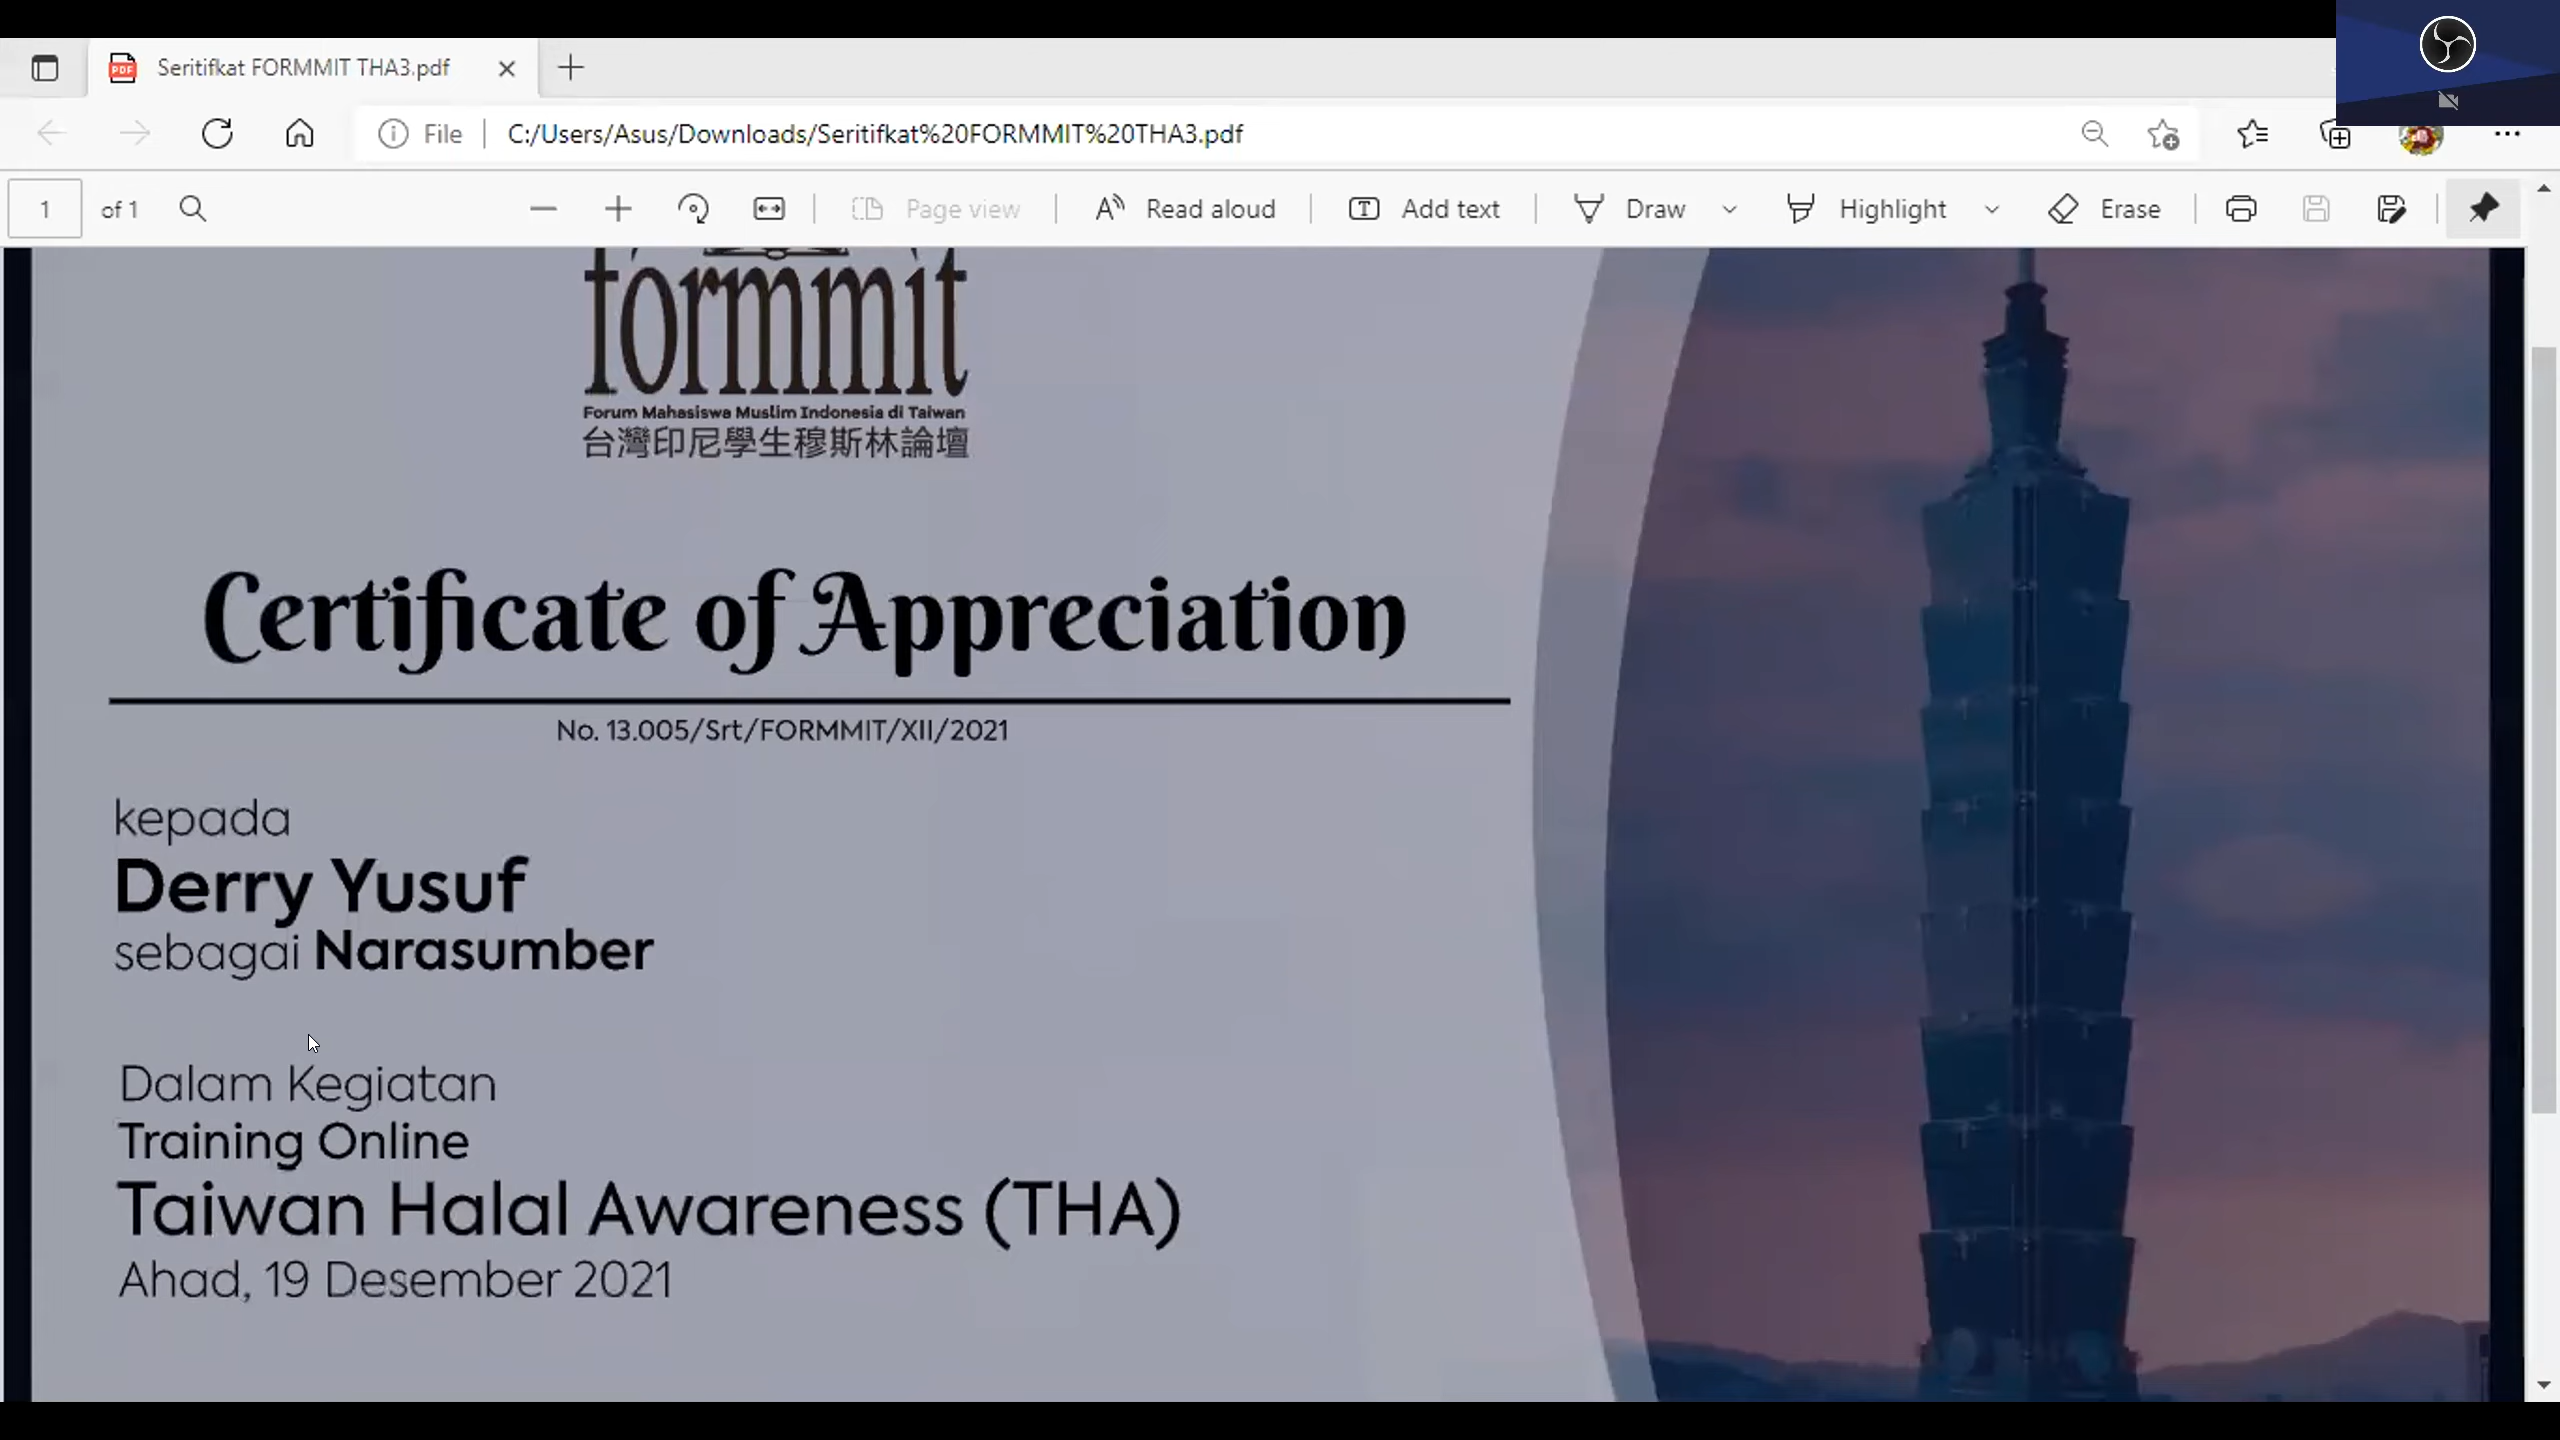 Seritifkat FORMMIT THA3.pdf
File
C:/Users/Asus/Downloads/Seritifkat%20FORMMIT%20THA3.pdf
1 of 1
Page view
Read aloud
Add text
Draw
Highlight
Erase
formmit
Forum Mahasiswa Muslim Indonesia di Taiwan
台灣印尼學生穆斯林論壇
Certificate of Appreciation
No. 13.005/Srt/FORMMIT/XII/2021
kepada
Derry Yusuf
sebagai Narasumber
Dalam Kegiatan
Training Online
Taiwan Halal Awareness (THA)
Ahad, 19 Desember 2021